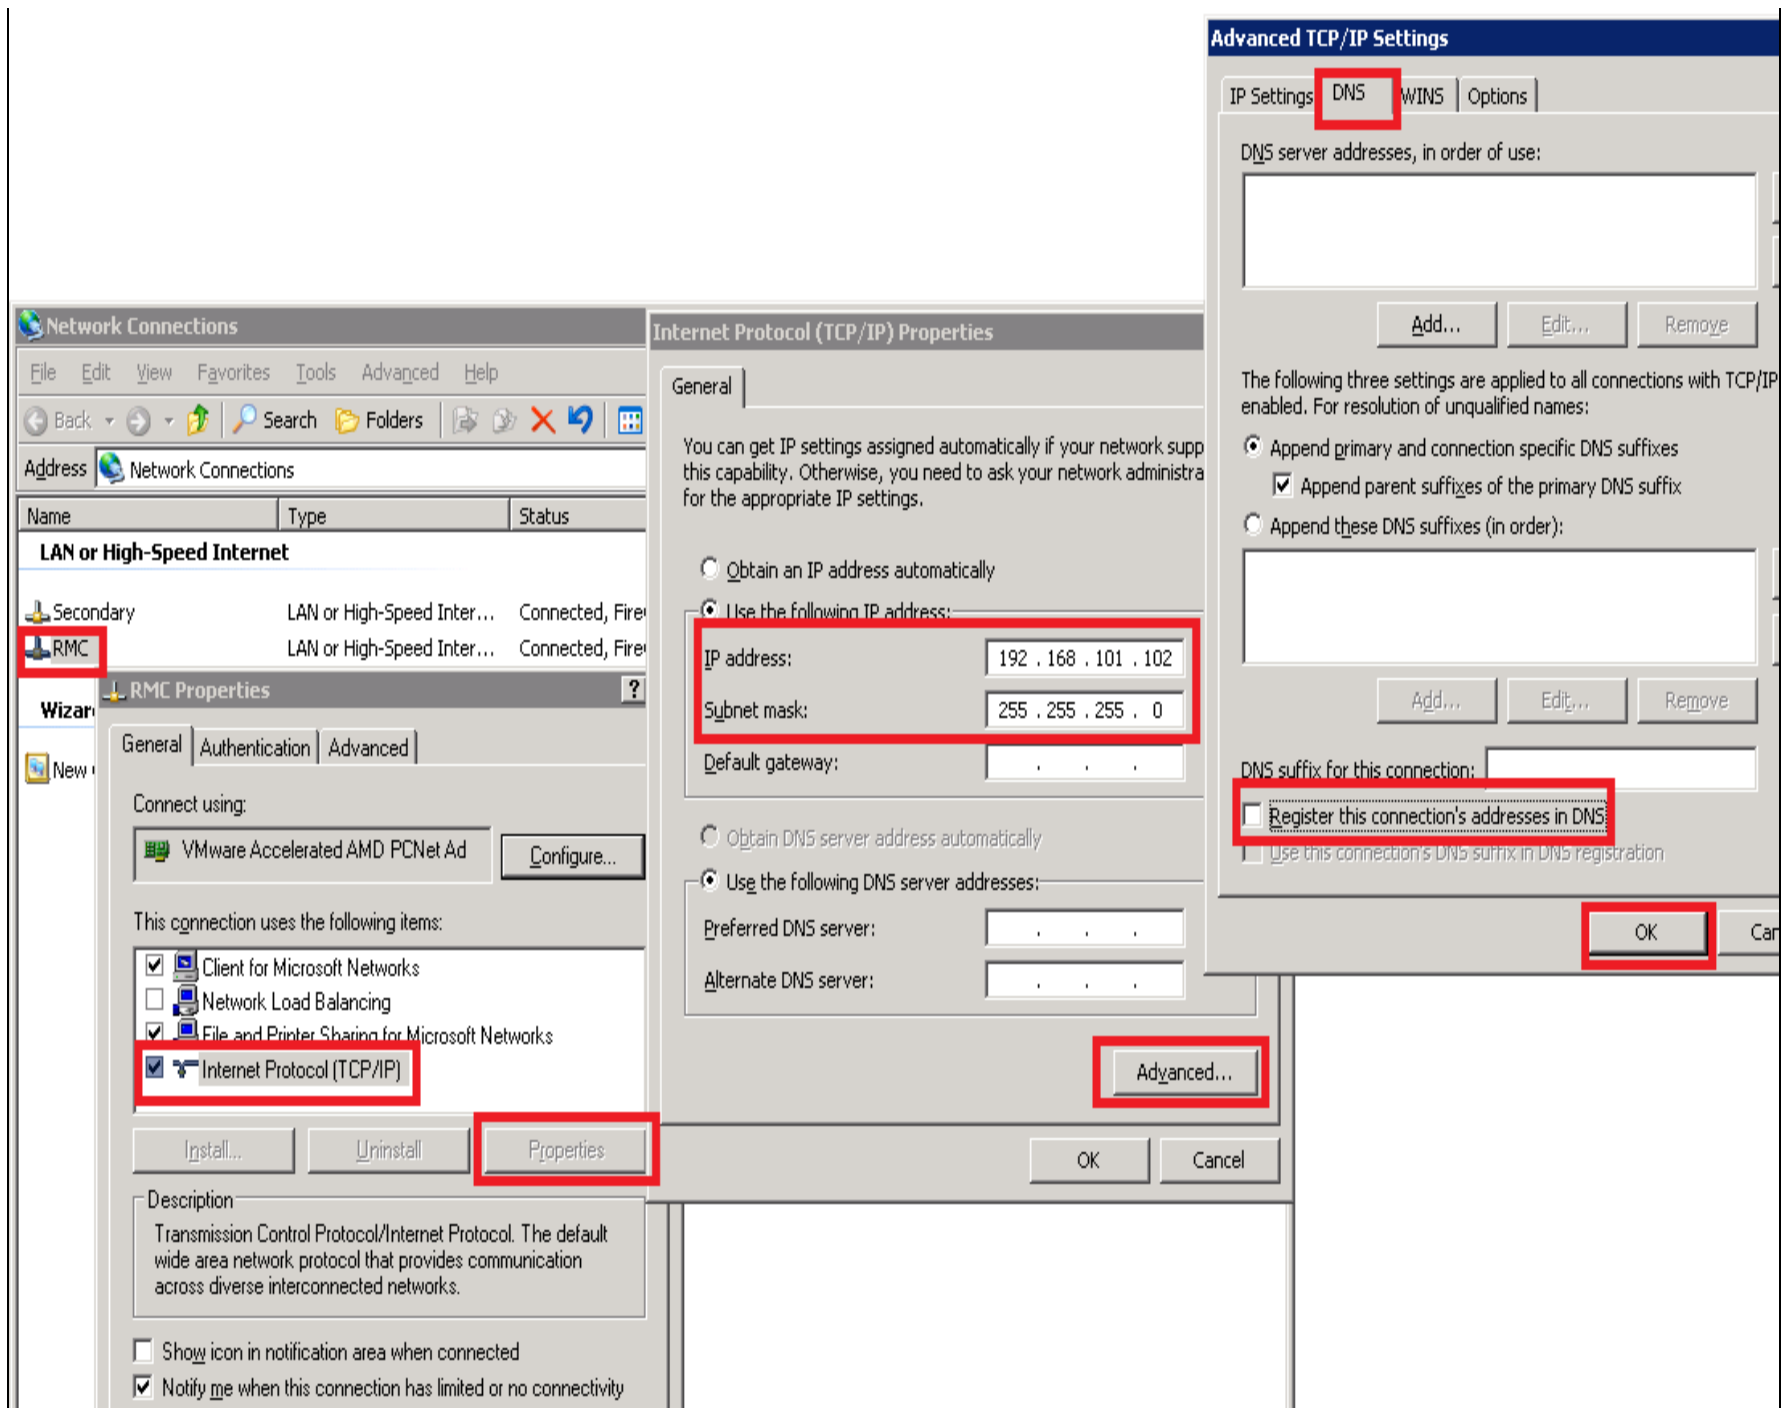 Network Connections
File Edit View Favorites Tools Advanced Help
Back Search Folders
Address Network Connections
Name Type Status
LAN or High-Speed Internet
Secondary LAN or High-Speed Inter... Connected,
RMC LAN or High-Speed Inter... Connected,
New
RMC Properties
?
General Authentication Advanced
Connect using:
VMware Accelerated AMD PCNet Ad
Configure...
This connection uses the following items:
Client for Microsoft Networks
Network Load Balancing
File and Printer Sharing for Microsoft Networks
Internet Protocol (TCP/IP)
Install... Uninstall Properties
Description
Transmission Control Protocol/Internet Protocol. The default
wide area network protocol that provides communication
across diverse interconnected networks.
Show icon in notification area when connected
Notify me when this connection has limited or no connectivity
Internet Protocol (TCP/IP) Properties
General
You can get IP settings assigned automatically if your network
this capability. Otherwise, you need to ask your network
for the appropriate IP settings.
Obtain an IP address automatically
Use the following IP address:
IP address: 192 . 168 . 101 . 102
Subnet mask: 255 . 255 . 255 . 0
Default gateway: . . .
Obtain DNS server address automatically
Use the following DNS server addresses:
Preferred DNS server: . . .
Alternate DNS server: . . .
Advanced...
OK Cancel
Advanced TCP/IP Settings
IP Settings DNS WINS Options
DNS server addresses, in order of use:
Add... Edit... Remove
The following three settings are applied to all connections with TCP/IP
enabled. For resolution of unqualified names:
Append primary and connection specific DNS suffixes
Append parent suffixes of the primary DNS suffix
Append these DNS suffixes (in order):
Add... Edit... Remove
DNS suffix for this connection:
Register this connection's addresses in DNS
Use this connection's DNS suffix in DNS registration
OK